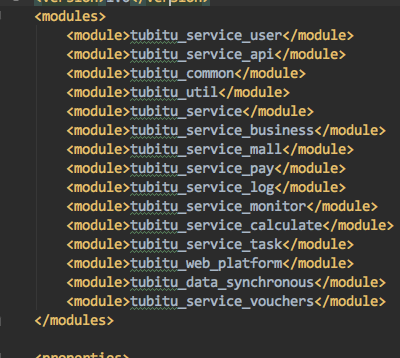 <version>1.0</version>
<modules>
<module>tubitu_service_user</module>
<module>tubitu_service_api</module>
<module>tubitu_common</module>
<module>tubitu_util</module>
<module>tubitu_service</module>
<module>tubitu_service_business</module>
<module>tubitu_service_mall</module>
<module>tubitu_service_pay</module>
<module>tubitu_service_log</module>
<module>tubitu_service_monitor</module>
<module>tubitu_service_calculate</module>
<module>tubitu_service_task</module>
<module>tubitu_web_platform</module>
<module>tubitu_data_synchronous</module>
<module>tubitu_service_vouchers</module>
</modules>
<properties>